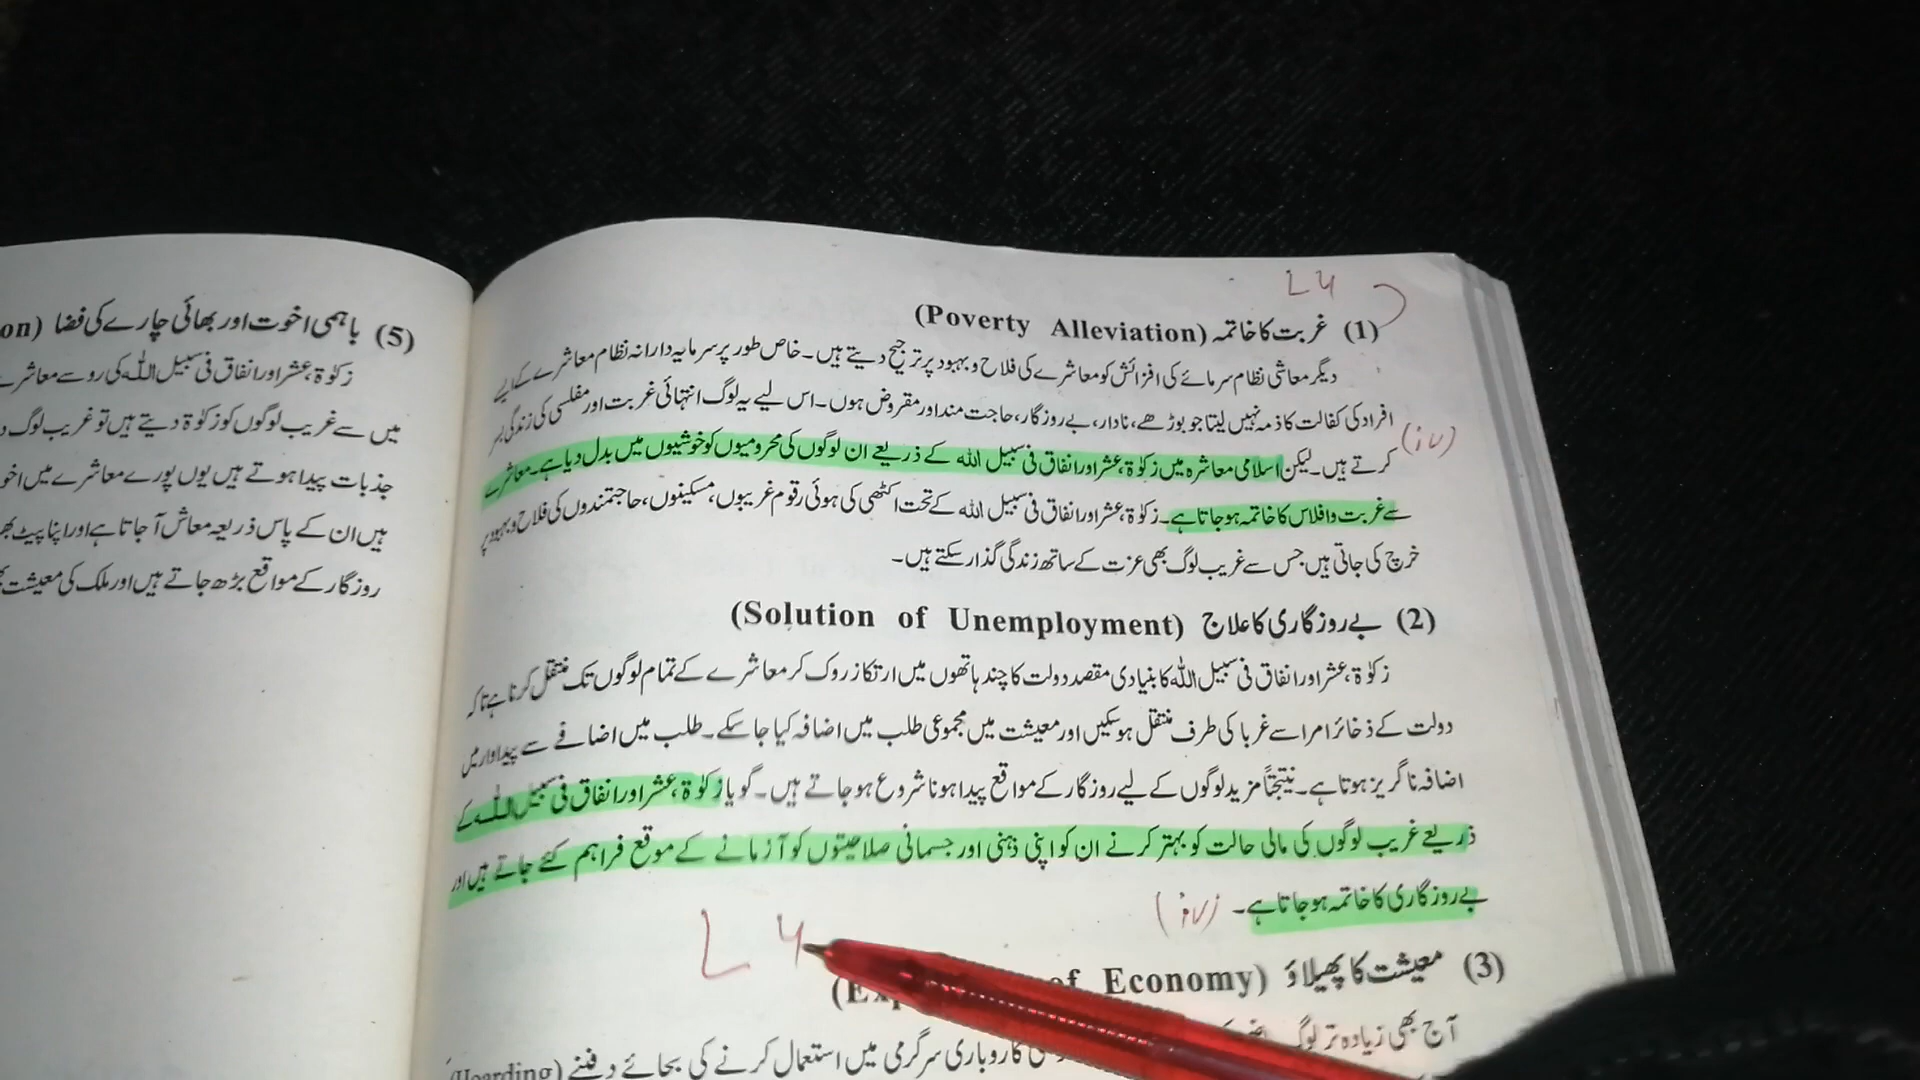 L 4
(1) غربت کا خاتمہ (Poverty Alleviation)
دیگر معاشی نظام سرمائے کی افزائش کو معاشرے کی فلاح و بہبود پر ترجیح دیتے ہیں۔ خاص طور پر سرمایہ دارانہ نظام معاشرے کے ایسے
افراد کی کفالت کا ذمہ نہیں لیتا جو بوڑھے، نادار، بے روزگار، حاجت مند اور مقروض ہوں۔ اس لیے یہ لوگ انتہائی غربت اور مفلسی کی زندگی بسر
(iv)
کرتے ہیں۔ لیکن اسلامی معاشرہ میں زکوٰۃ، عشر اور انفاق فی سبیل اللہ کے ذریعے ان لوگوں کی محرومیوں کو خوشیوں میں بدل دیا ہے۔ معاشرے
سے غربت و افلاس کا خاتمہ ہو جاتا ہے۔ زکوٰۃ، عشر اور انفاق فی سبیل اللہ کے تحت اکٹھی کی ہوئی رقوم غریبوں، مسکینوں، حاجتمندوں کی فلاح و بہبود پر
خرچ کی جاتی ہیں جس سے غریب لوگ بھی عزت کے ساتھ زندگی گذار سکتے ہیں۔
(2) بے روزگاری کا علاج (Solution of Unemployment)
زکوٰۃ، عشر اور انفاق فی سبیل اللہ کا بنیادی مقصد دولت کا چند ہاتھوں میں ارتکاز روک کر معاشرے کے تمام لوگوں تک منتقل کرنا ہے تاکہ
دولت کے ذخائر امرا سے غربا کی طرف منتقل ہو سکیں اور معیشت میں مجموعی طلب میں اضافہ کیا جا سکے۔ طلب میں اضافے سے پیداوار میں
اضافہ ناگریز ہوتا ہے۔ نتیجتاً مزید لوگوں کے لیے روزگار کے مواقع پیدا ہونا شروع ہو جاتے ہیں۔ گویا زکوٰۃ، عشر اور انفاق فی سبیل اللہ کے
ذریعے غریب لوگوں کی مالی حالت کو بہتر کرنے ان کو اپنی ذہنی اور جسمانی صلاحیتوں کو آزمانے کے موقع فراہم کئے جاتے ہیں اور
بے روزگاری کا خاتمہ ہو جاتا ہے۔ (iv)
L 4
(3) معیشت کا پھیلاؤ of Economy)
آج بھی زیادہ تر لوگ
کاروباری سرگرمی میں استعمال کرنے کی بجائے دفینے (Hoarding)
(5) باہمی اخوت اور بھائی چارے کی فضا
زکوٰۃ، عشر اور انفاق فی سبیل اللہ کی رو سے معاشرے
میں سے غریب لوگوں کو زکوٰۃ دیتے ہیں تو غریب لوگ
جذبات پیدا ہوتے ہیں یوں پورے معاشرے میں
ہیں ان کے پاس ذریعہ معاش آ جاتا ہے اور اپنا پیٹ
روزگار کے مواقع بڑھ جاتے ہیں اور ملک کی معیشت